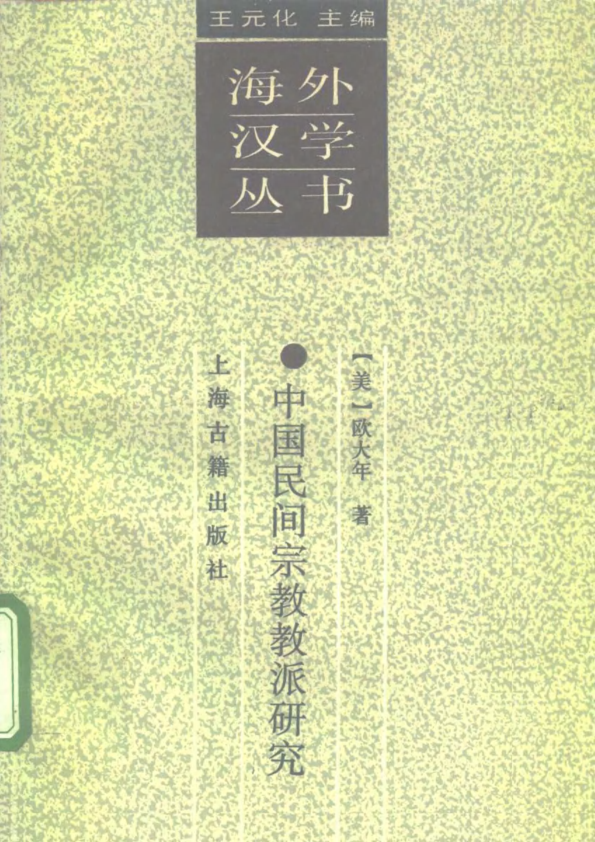 王元化 主编
海外
汉学
丛书
【美】欧大年 著
●中国民间宗教教派研究
上海古籍出版社